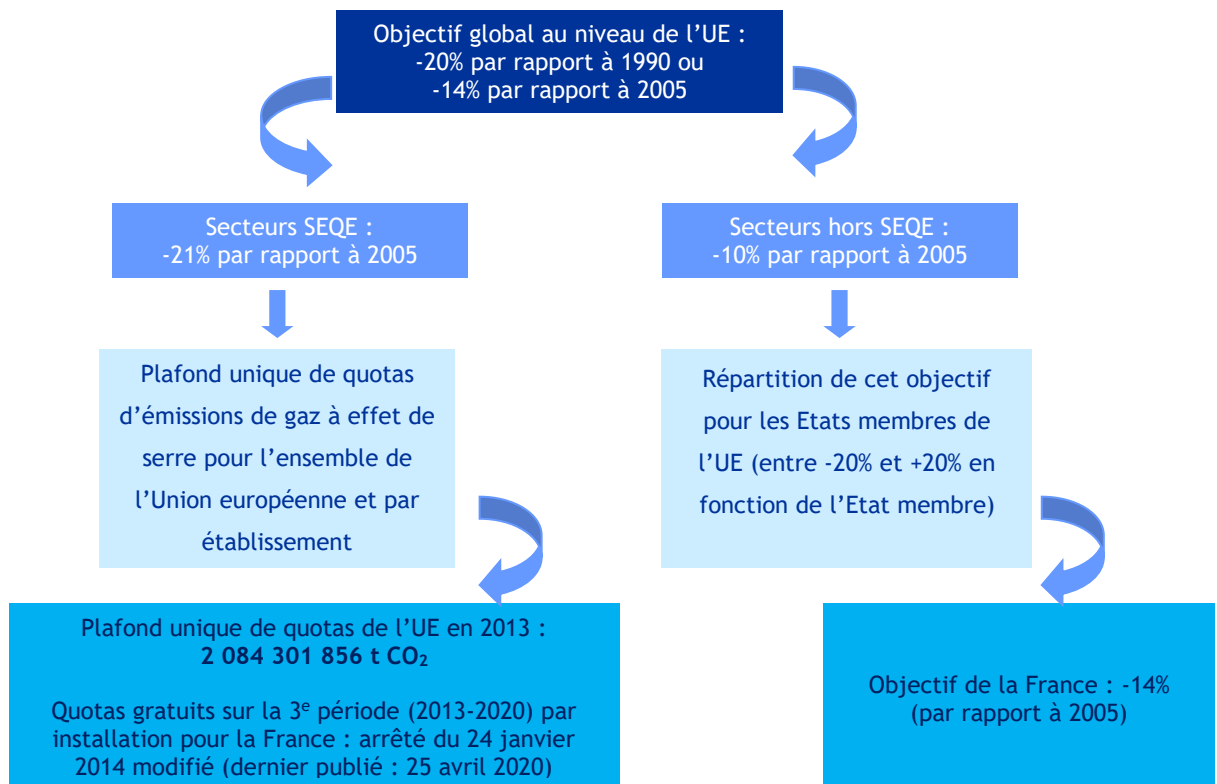 Objectif global au niveau de l’UE :
-20% par rapport à 1990 ou
-14% par rapport à 2005
Secteurs SEQE :
-21% par rapport à 2005
Secteurs hors SEQE :
-10% par rapport à 2005
Plafond unique de quotas
d’émissions de gaz à effet de
serre pour l’ensemble de
l’Union européenne et par
établissement
Répartition de cet objectif
pour les Etats membres de
l’UE (entre -20% et +20% en
fonction de l’Etat membre)
Plafond unique de quotas de l’UE en 2013 :
2 084 301 856 t CO₂
Quotas gratuits sur la 3ᵉ période (2013-2020) par
installation pour la France : arrêté du 24 janvier
2014 modifié (dernier publié : 25 avril 2020)
Objectif de la France : -14%
(par rapport à 2005)